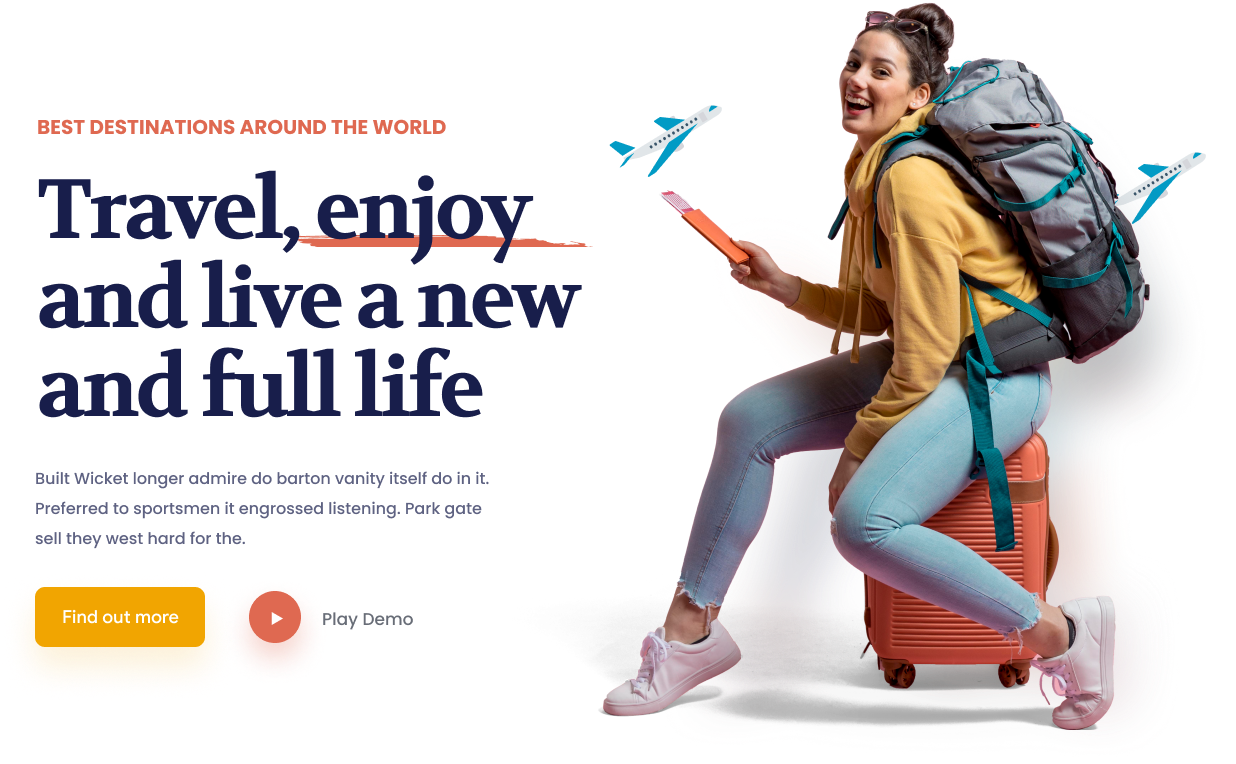 BEST DESTINATIONS AROUND THE WORLD
Travel, enjoy
and live a new
and full life
Built Wicket longer admire do barton vanity itself do in it.
Preferred to sportsmen it engrossed listening. Park gate
sell they west hard for the.
Find out more
Play Demo